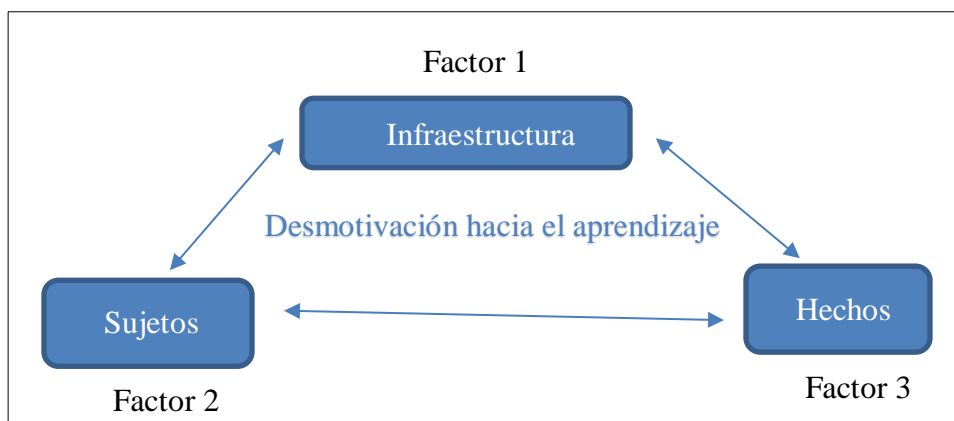 Factor 1
Infraestructura
Desmotivación hacia el aprendizaje
Sujetos
Hechos
Factor 2
Factor 3